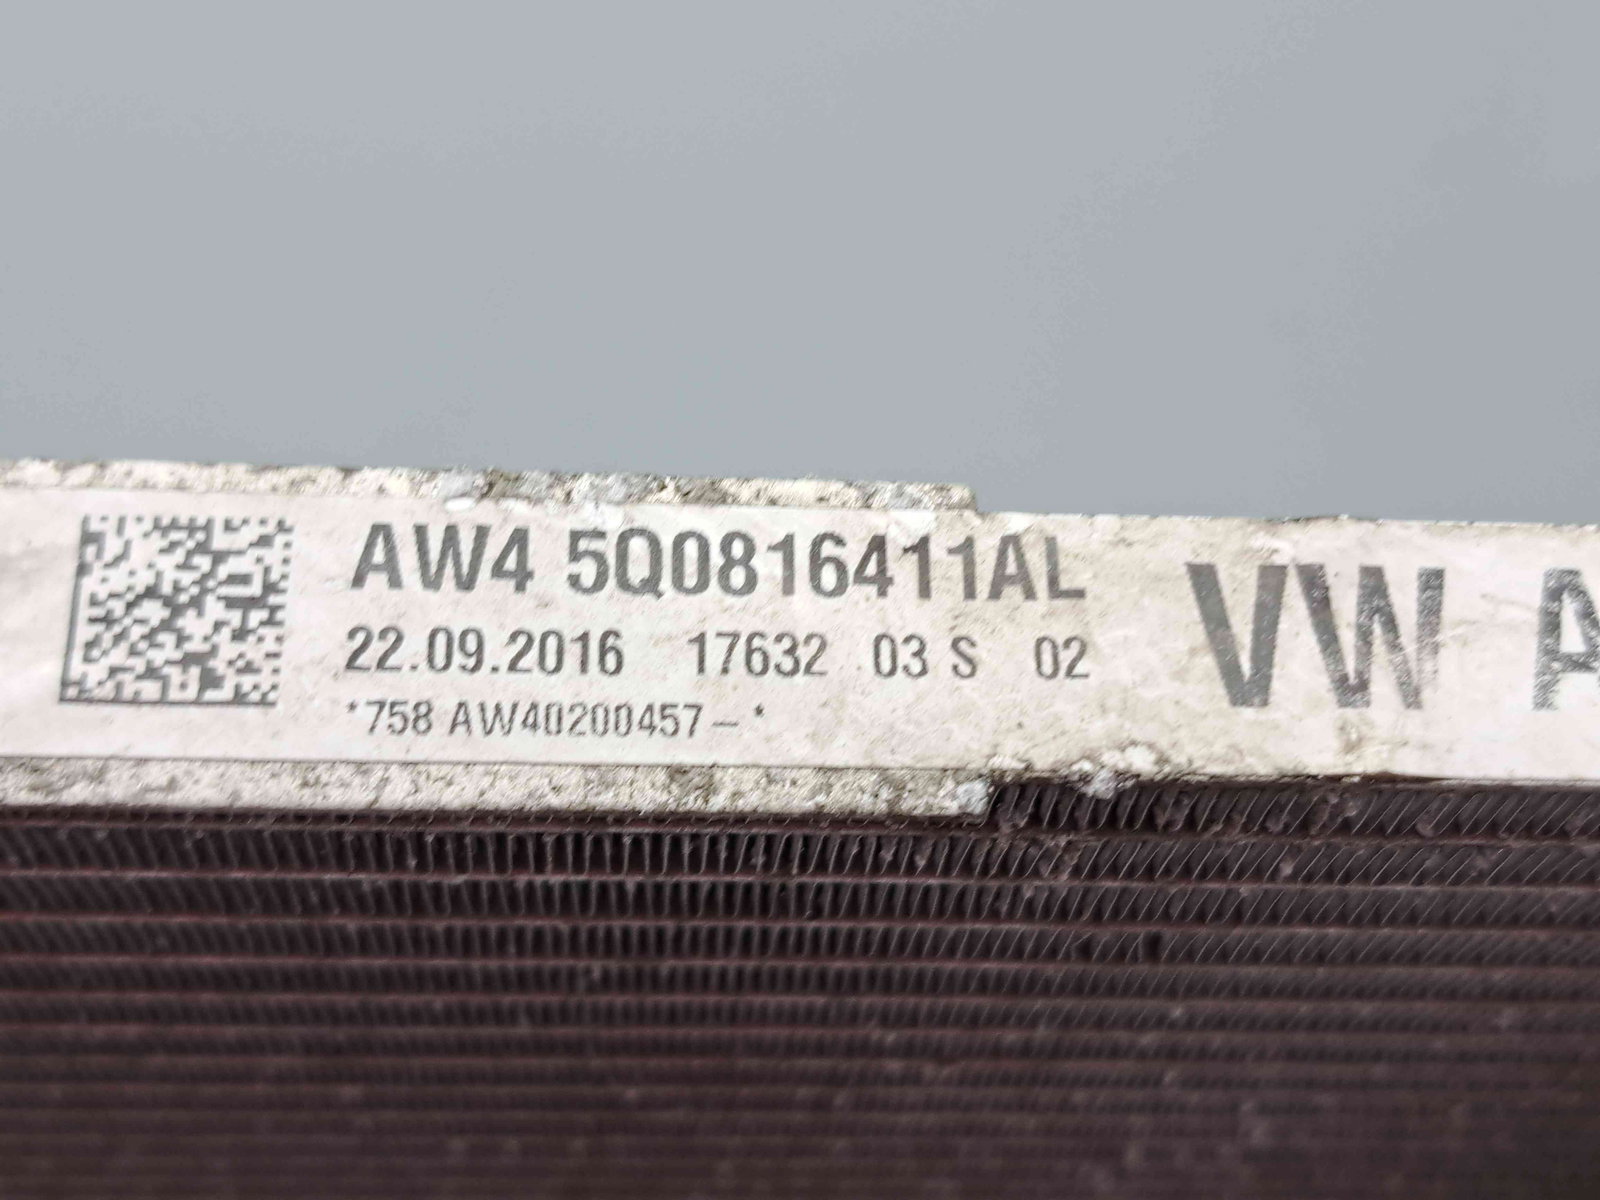 AW4 5Q0816411AL
22.09.2016 17632 03 S 02
*758 AW40200457-*
VW A